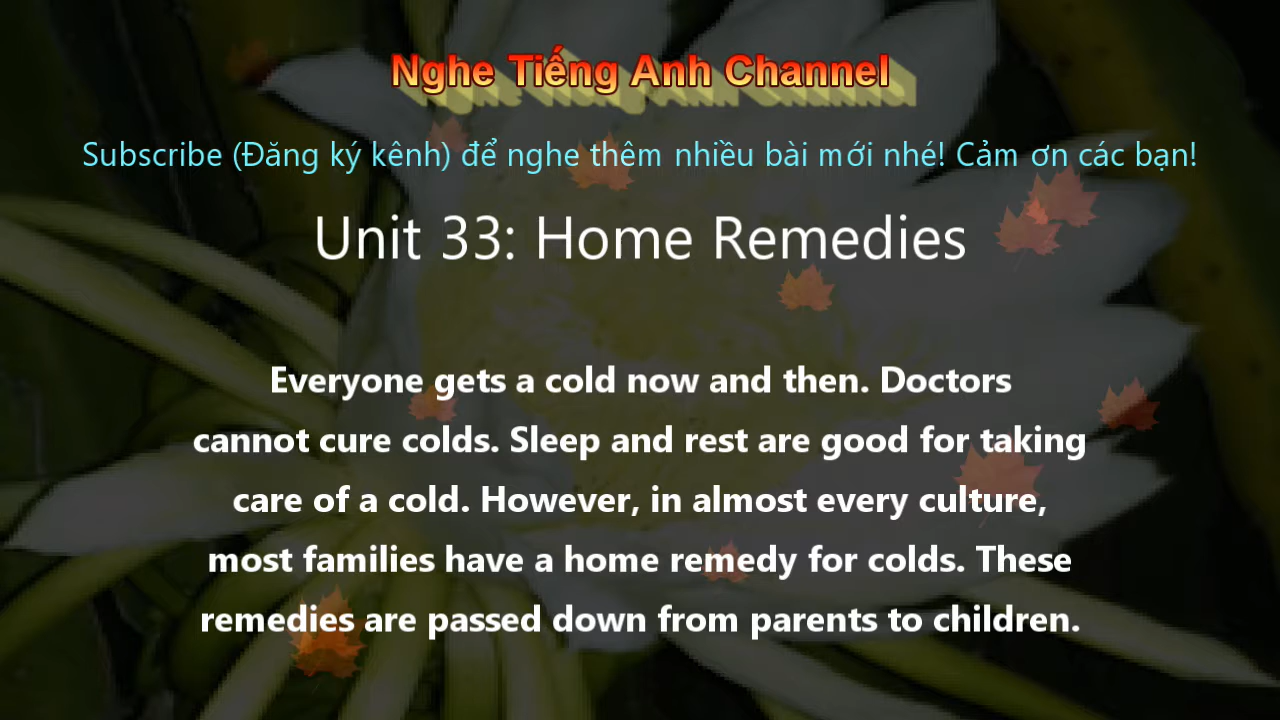 Nghe Tiếng Anh Channel
Subscribe (Đăng ký kênh) để nghe thêm nhiều bài mới nhé! Cảm ơn các bạn!
Unit 33: Home Remedies
Everyone gets a cold now and then. Doctors
cannot cure colds. Sleep and rest are good for taking
care of a cold. However, in almost every culture,
most families have a home remedy for colds. These
remedies are passed down from parents to children.